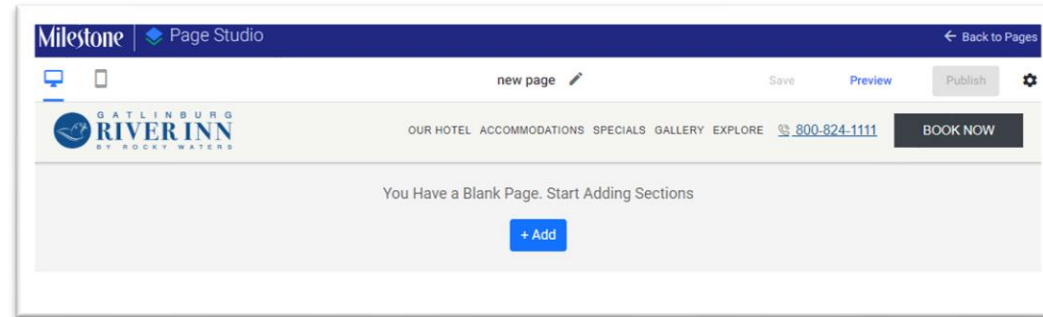 Milestone Page Studio ← Back to Pages
new page Save Preview Publish
GATLINBURG
RIVER INN
BY ROCKY WATERS
OUR HOTEL ACCOMMODATIONS SPECIALS GALLERY EXPLORE 800-824-1111 BOOK NOW
You Have a Blank Page. Start Adding Sections
+ Add